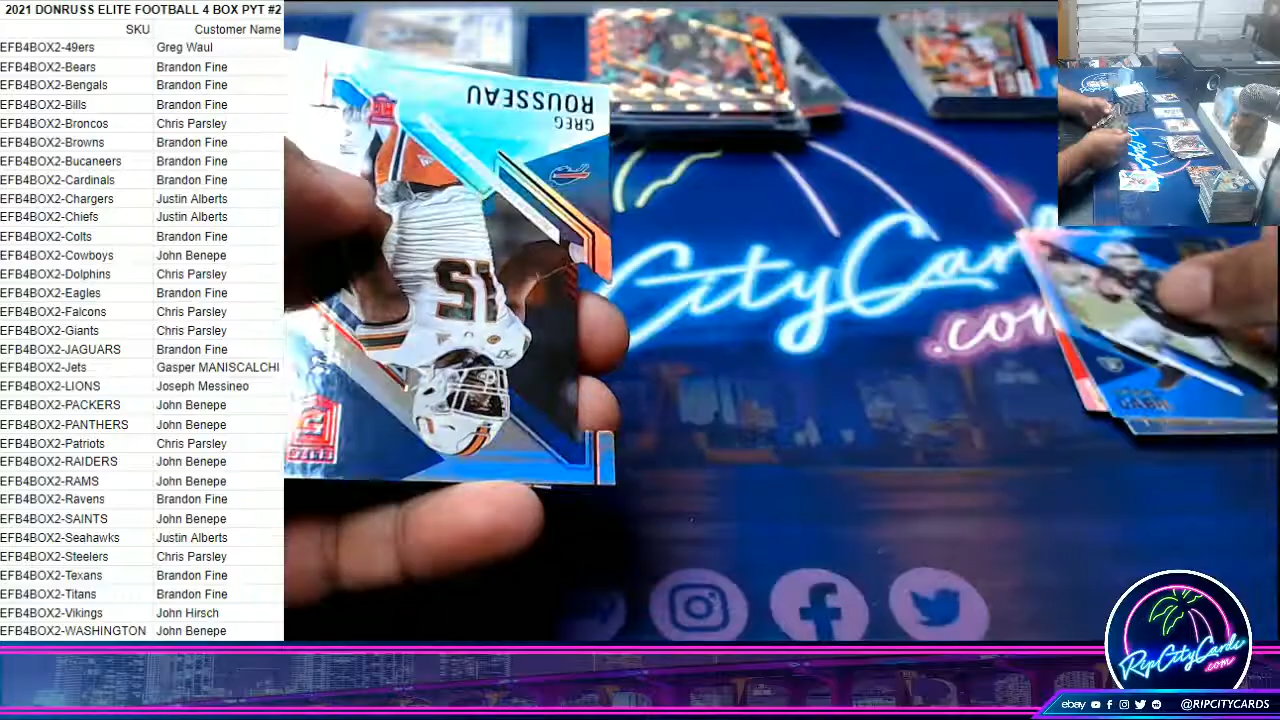 2021 DONRUSS ELITE FOOTBALL 4 BOX PYT #2
SKU Customer Name
EFB4BOX2-49ers Greg Waul
EFB4BOX2-Bears Brandon Fine
EFB4BOX2-Bengals Brandon Fine
EFB4BOX2-Bills Brandon Fine
EFB4BOX2-Broncos Chris Parsley
EFB4BOX2-Browns Brandon Fine
EFB4BOX2-Bucaneers Brandon Fine
EFB4BOX2-Cardinals Brandon Fine
EFB4BOX2-Chargers Justin Alberts
EFB4BOX2-Chiefs Justin Alberts
EFB4BOX2-Colts Brandon Fine
EFB4BOX2-Cowboys John Benepe
EFB4BOX2-Dolphins Chris Parsley
EFB4BOX2-Eagles Brandon Fine
EFB4BOX2-Falcons Chris Parsley
EFB4BOX2-Giants Chris Parsley
EFB4BOX2-JAGUARS Brandon Fine
EFB4BOX2-Jets Gasper MANISCALCHI
EFB4BOX2-LIONS Joseph Messineo
EFB4BOX2-PACKERS John Benepe
EFB4BOX2-PANTHERS John Benepe
EFB4BOX2-Patriots Chris Parsley
EFB4BOX2-RAIDERS John Benepe
EFB4BOX2-RAMS John Benepe
EFB4BOX2-Ravens Brandon Fine
EFB4BOX2-SAINTS John Benepe
EFB4BOX2-Seahawks Justin Alberts
EFB4BOX2-Steelers Chris Parsley
EFB4BOX2-Texans Brandon Fine
EFB4BOX2-Titans Brandon Fine
EFB4BOX2-Vikings John Hirsch
EFB4BOX2-WASHINGTON John Benepe
GREG
ROUSSEAU
15
RipCityCards
.com
ebay @RIPCITYCARDS